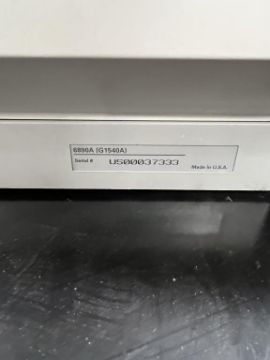 6890A (G1540A)
Serial # US00037333
Made in U.S.A.